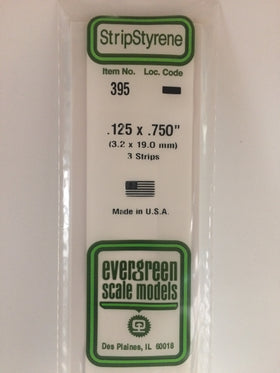 StripStyrene
Item No. Loc. Code
395
.125 x .750"
(3.2 x 19.0 mm)
3 Strips
Made in U.S.A.
evergreen
scale models
Des Plaines, IL 60018